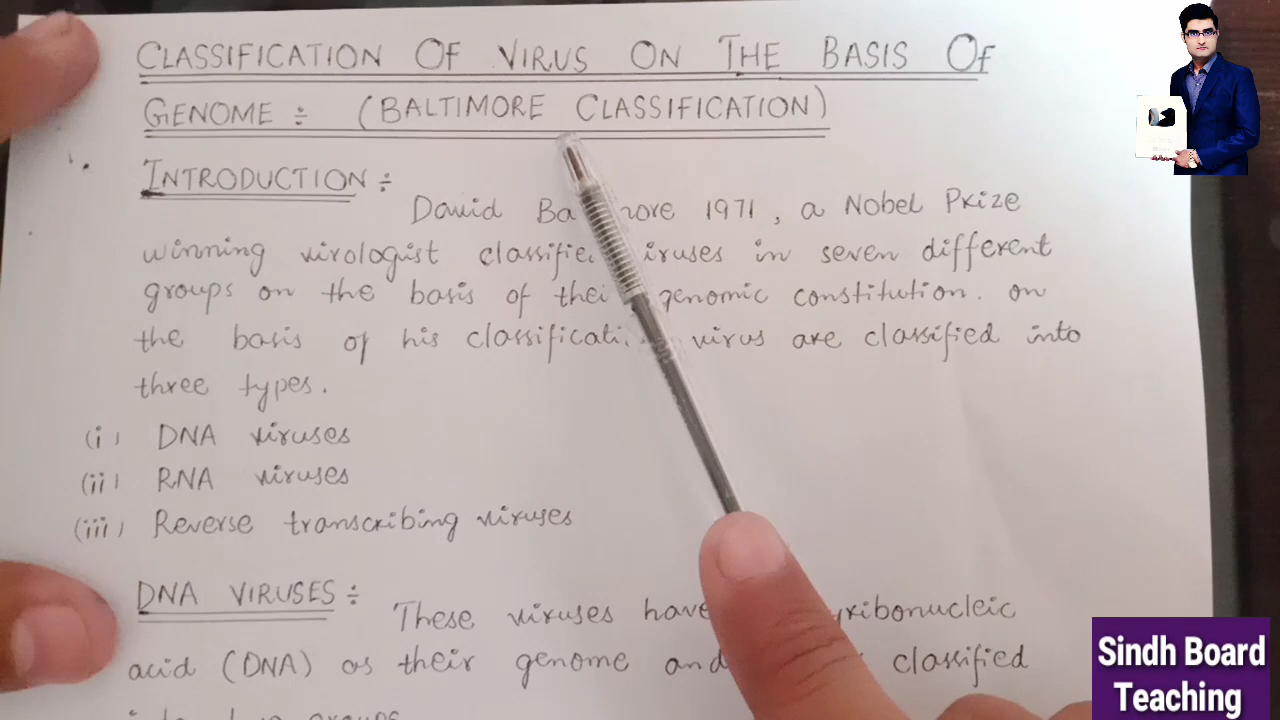 CLASSIFICATION OF VIRUS ON THE BASIS OF
GENOME :- (BALTIMORE CLASSIFICATION)
INTRODUCTION :-
David 1971, a Nobel Prize
winning virologist in seven different
groups on the basis of genomic constitution. on
the basis of his virus are classified into
three types.
(i) DNA viruses
(ii) RNA viruses
(iii) Reverse transcribing viruses
DNA VIRUSES :-
These viruses have
acid (DNA) as their genome and classified
Sindh Board
Teaching